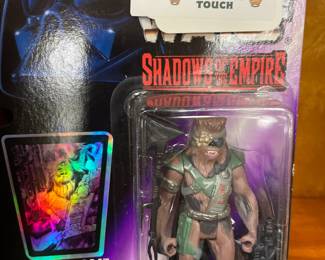 TOUCH
SHADOWS OF THE EMPIRE